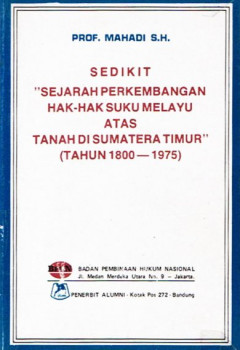 PROF. MAHADI S.H.
SEDIKIT
"SEJARAH PERKEMBANGAN
HAK-HAK SUKU MELAYU
ATAS
TANAH DI SUMATERA TIMUR"
(TAHUN 1800 — 1975)
BADAN PEMBINAAN HUKUM NASIONAL
Jl. Medan Merdeka Utara No. 9 - Jakarta.
PENERBIT ALUMNI - Kotak Pos 272 - Bandung